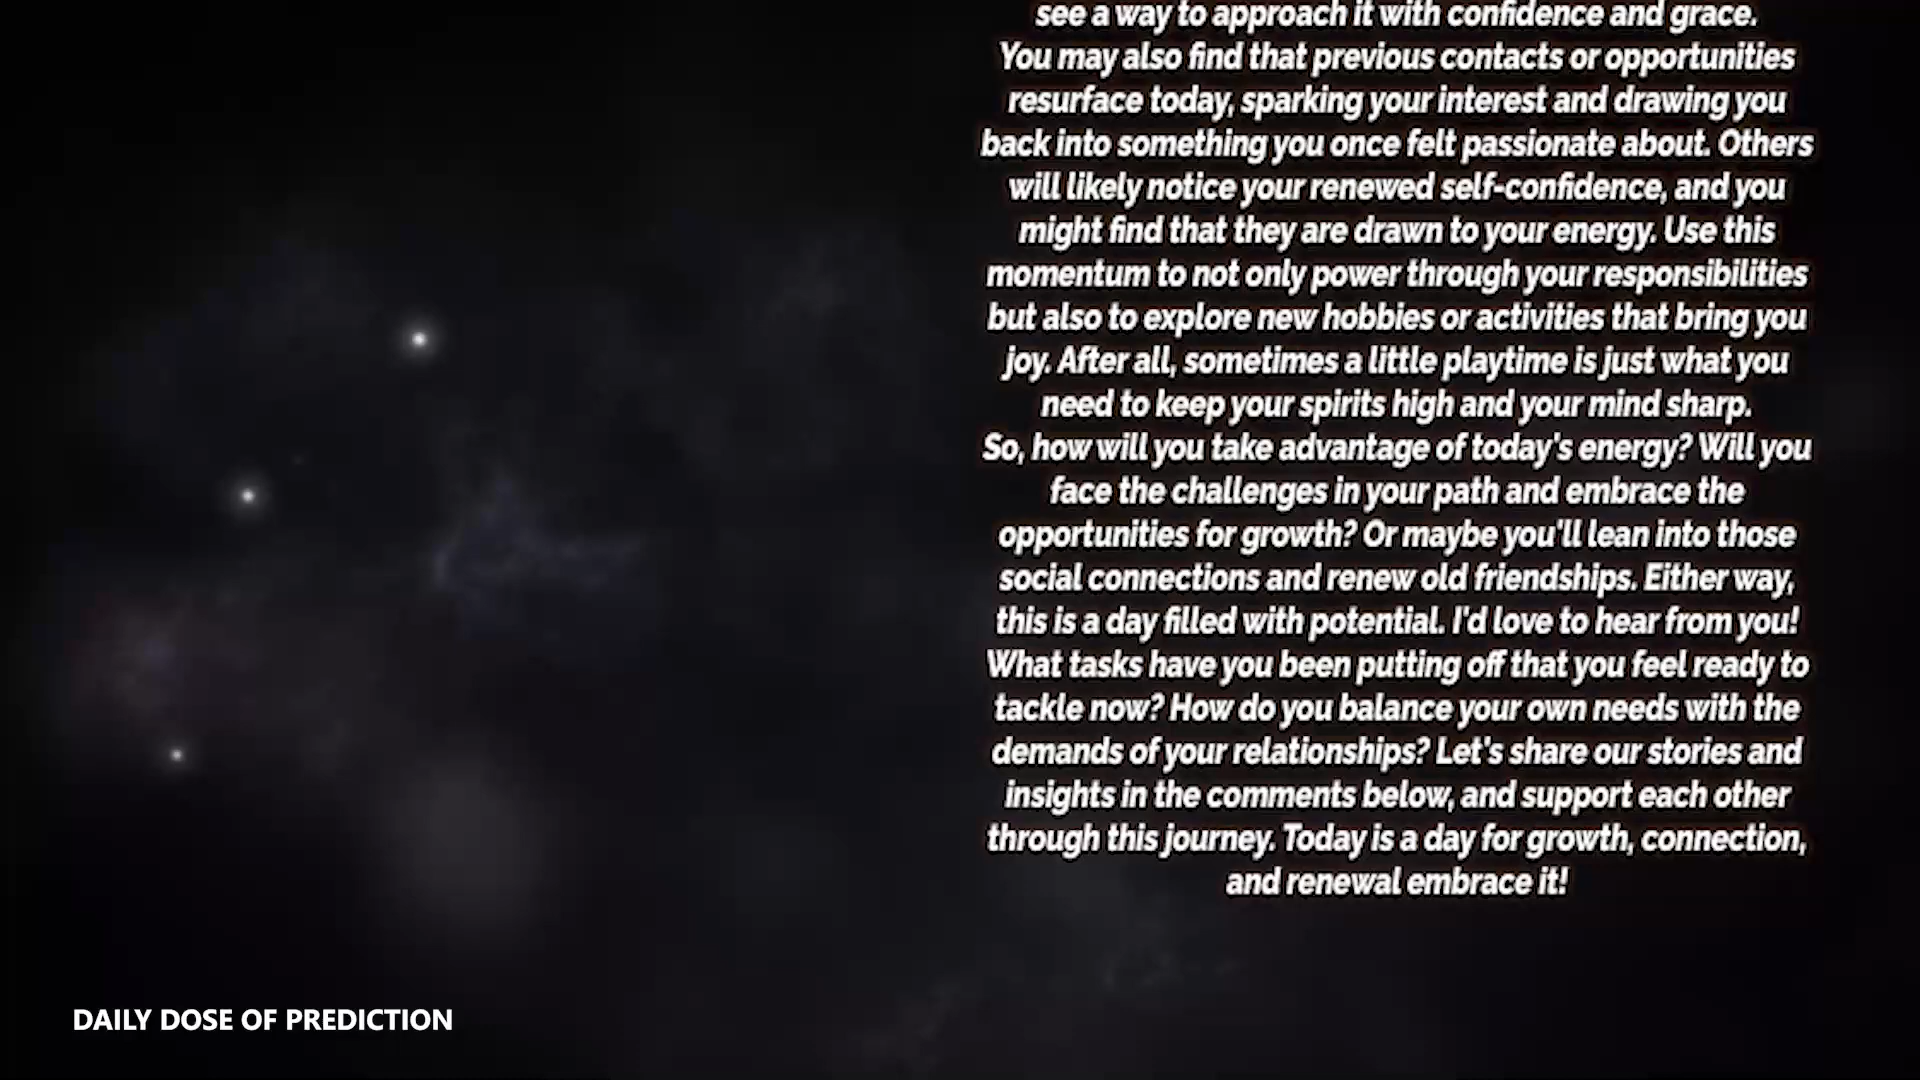 see a way to approach it with confidence and grace.
You may also find that previous contacts or opportunities
resurface today, sparking your interest and drawing you
back into something you once felt passionate about. Others
will likely notice your renewed self-confidence, and you
might find that they are drawn to your energy. Use this
momentum to not only power through your responsibilities
but also to explore new hobbies or activities that bring you
joy. After all, sometimes a little playtime is just what you
need to keep your spirits high and your mind sharp.
So, how will you take advantage of today's energy? Will you
face the challenges in your path and embrace the
opportunities for growth? Or maybe you'll lean into those
social connections and renew old friendships. Either way,
this is a day filled with potential. I'd love to hear from you!
What tasks have you been putting off that you feel ready to
tackle now? How do you balance your own needs with the
demands of your relationships? Let's share our stories and
insights in the comments below, and support each other
through this journey. Today is a day for growth, connection,
and renewal embrace it!
DAILY DOSE OF PREDICTION